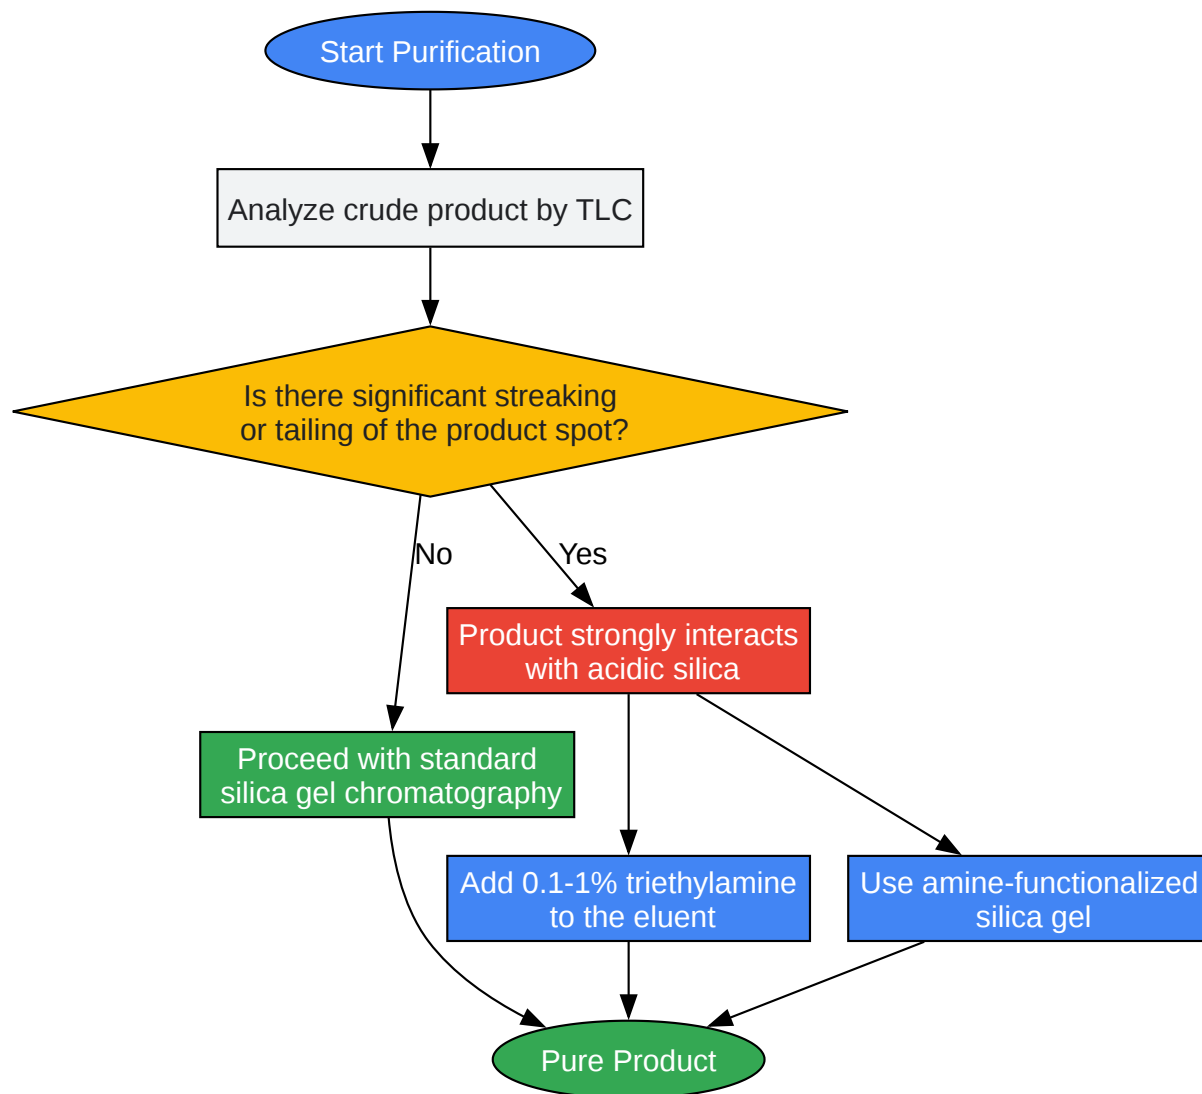 Start Purification
Analyze crude product by TLC
Is there significant streaking
or tailing of the product spot?
No
Yes
Product strongly interacts
with acidic silica
Proceed with standard
silica gel chromatography
Add 0.1-1% triethylamine
to the eluent
Use amine-functionalized
silica gel
Pure Product